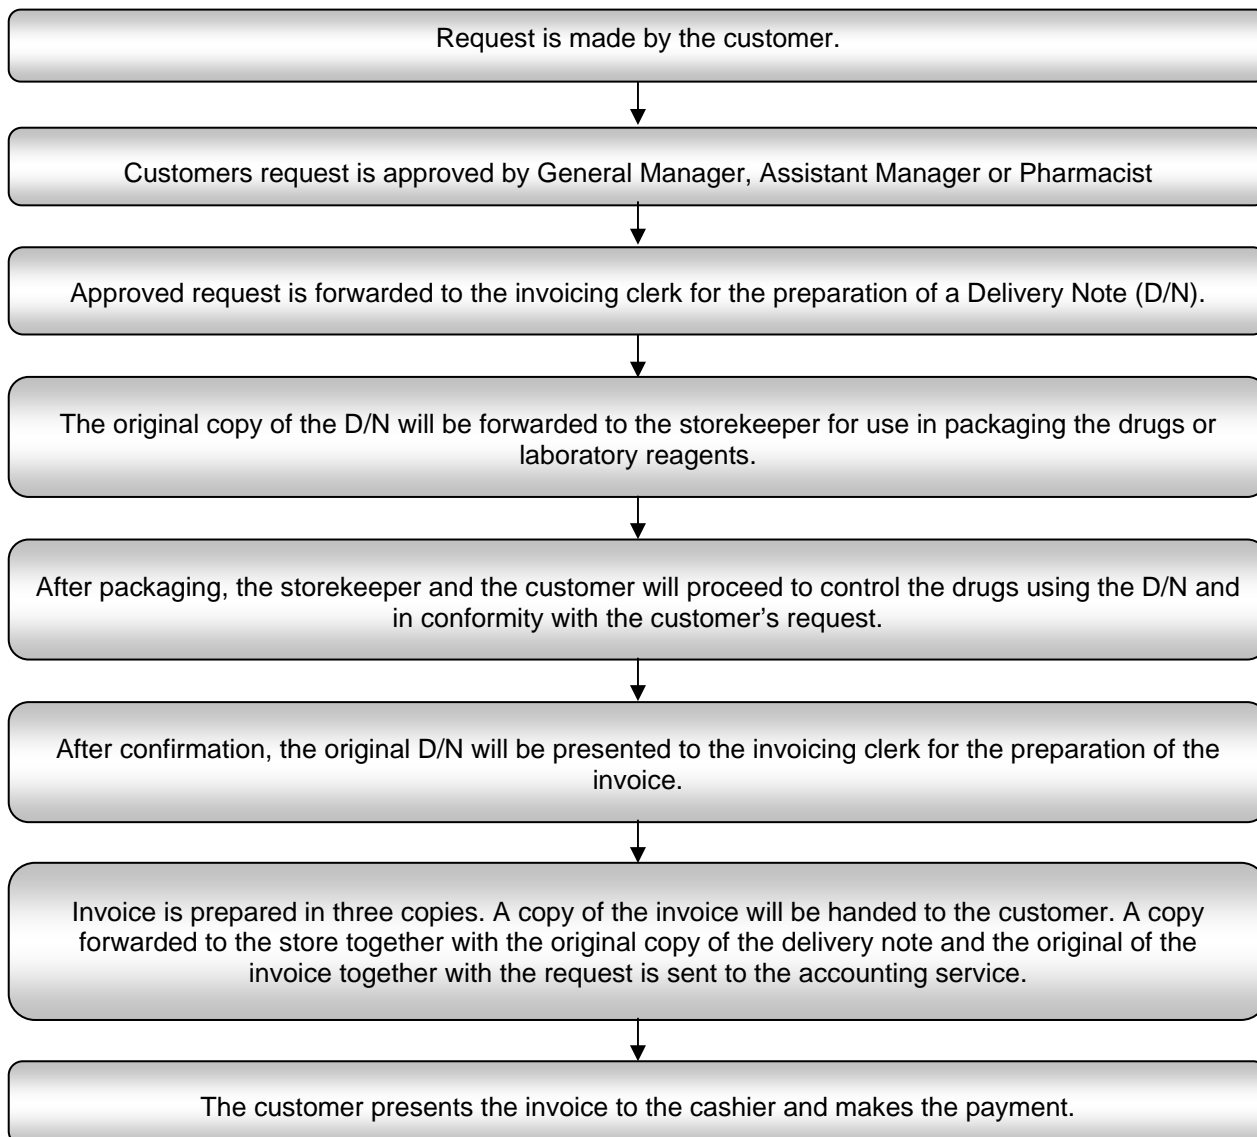 Request is made by the customer.
Customers request is approved by General Manager, Assistant Manager or Pharmacist
Approved request is forwarded to the invoicing clerk for the preparation of a Delivery Note (D/N).
The original copy of the D/N will be forwarded to the storekeeper for use in packaging the drugs or
laboratory reagents.
After packaging, the storekeeper and the customer will proceed to control the drugs using the D/N and
in conformity with the customer’s request.
After confirmation, the original D/N will be presented to the invoicing clerk for the preparation of the
invoice.
Invoice is prepared in three copies. A copy of the invoice will be handed to the customer. A copy
forwarded to the store together with the original copy of the delivery note and the original of the
invoice together with the request is sent to the accounting service.
The customer presents the invoice to the cashier and makes the payment.